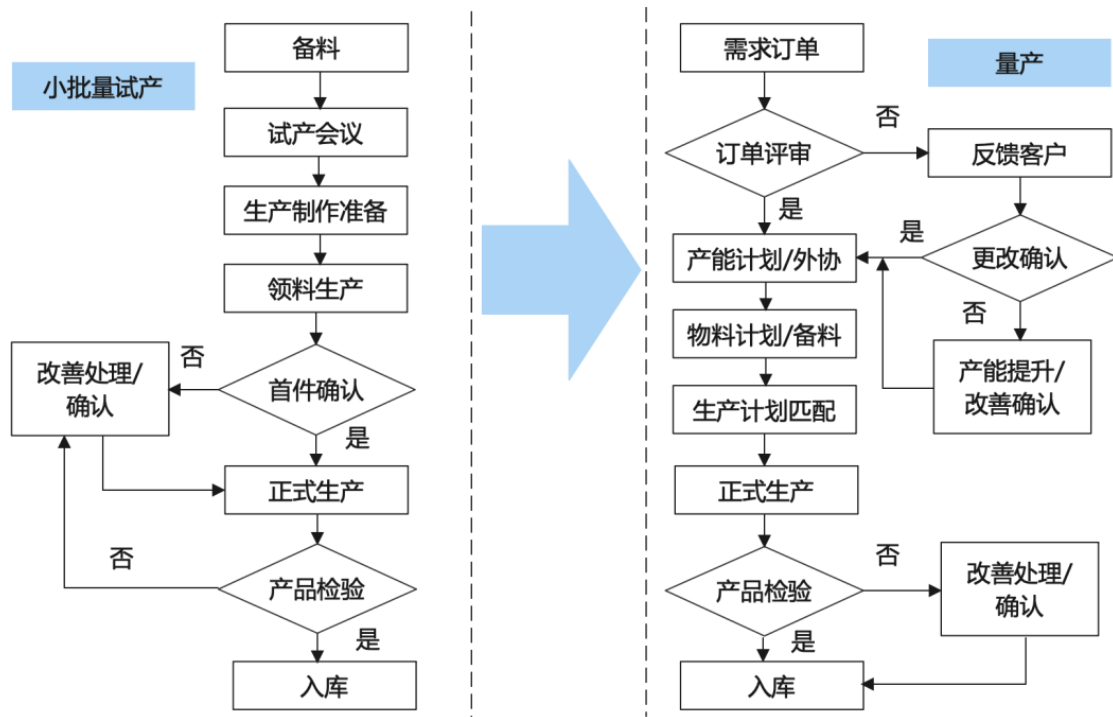 小批量试产
备料
试产会议
生产制作准备
领料生产
首件确认
否
改善处理/
确认
是
正式生产
产品检验
否
是
入库
量产
需求订单
订单评审
否
反馈客户
是
更改确认
是
产能计划/外协
否
产能提升/
改善确认
物料计划/备料
生产计划匹配
正式生产
产品检验
否
改善处理/
确认
是
入库